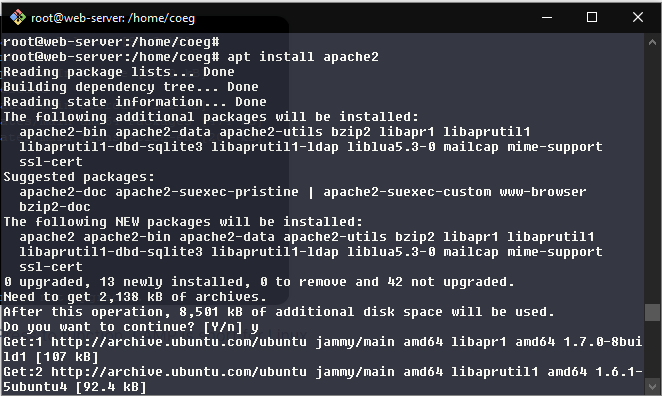 root@web-server: /home/coeg
root@web-server:/home/coeg#
root@web-server:/home/coeg# apt install apache2
Reading package lists... Done
Building dependency tree... Done
Reading state information... Done
The following additional packages will be installed:
  apache2-bin apache2-data apache2-utils bzip2 libapr1 libaprutil1
  libaprutil1-dbd-sqlite3 libaprutil1-ldap liblua5.3-0 mailcap mime-support
  ssl-cert
Suggested packages:
  apache2-doc apache2-suexec-pristine | apache2-suexec-custom www-browser
  bzip2-doc
The following NEW packages will be installed:
  apache2 apache2-bin apache2-data apache2-utils bzip2 libapr1 libaprutil1
  libaprutil1-dbd-sqlite3 libaprutil1-ldap liblua5.3-0 mailcap mime-support
  ssl-cert
0 upgraded, 13 newly installed, 0 to remove and 42 not upgraded.
Need to get 2,138 kB of archives.
After this operation, 8,501 kB of additional disk space will be used.
Do you want to continue? [Y/n] y
Get:1 http://archive.ubuntu.com/ubuntu jammy/main amd64 libapr1 amd64 1.7.0-8bui
ld1 [107 kB]
Get:2 http://archive.ubuntu.com/ubuntu jammy/main amd64 libaprutil1 amd64 1.6.1-
5ubuntu4 [92.4 kB]